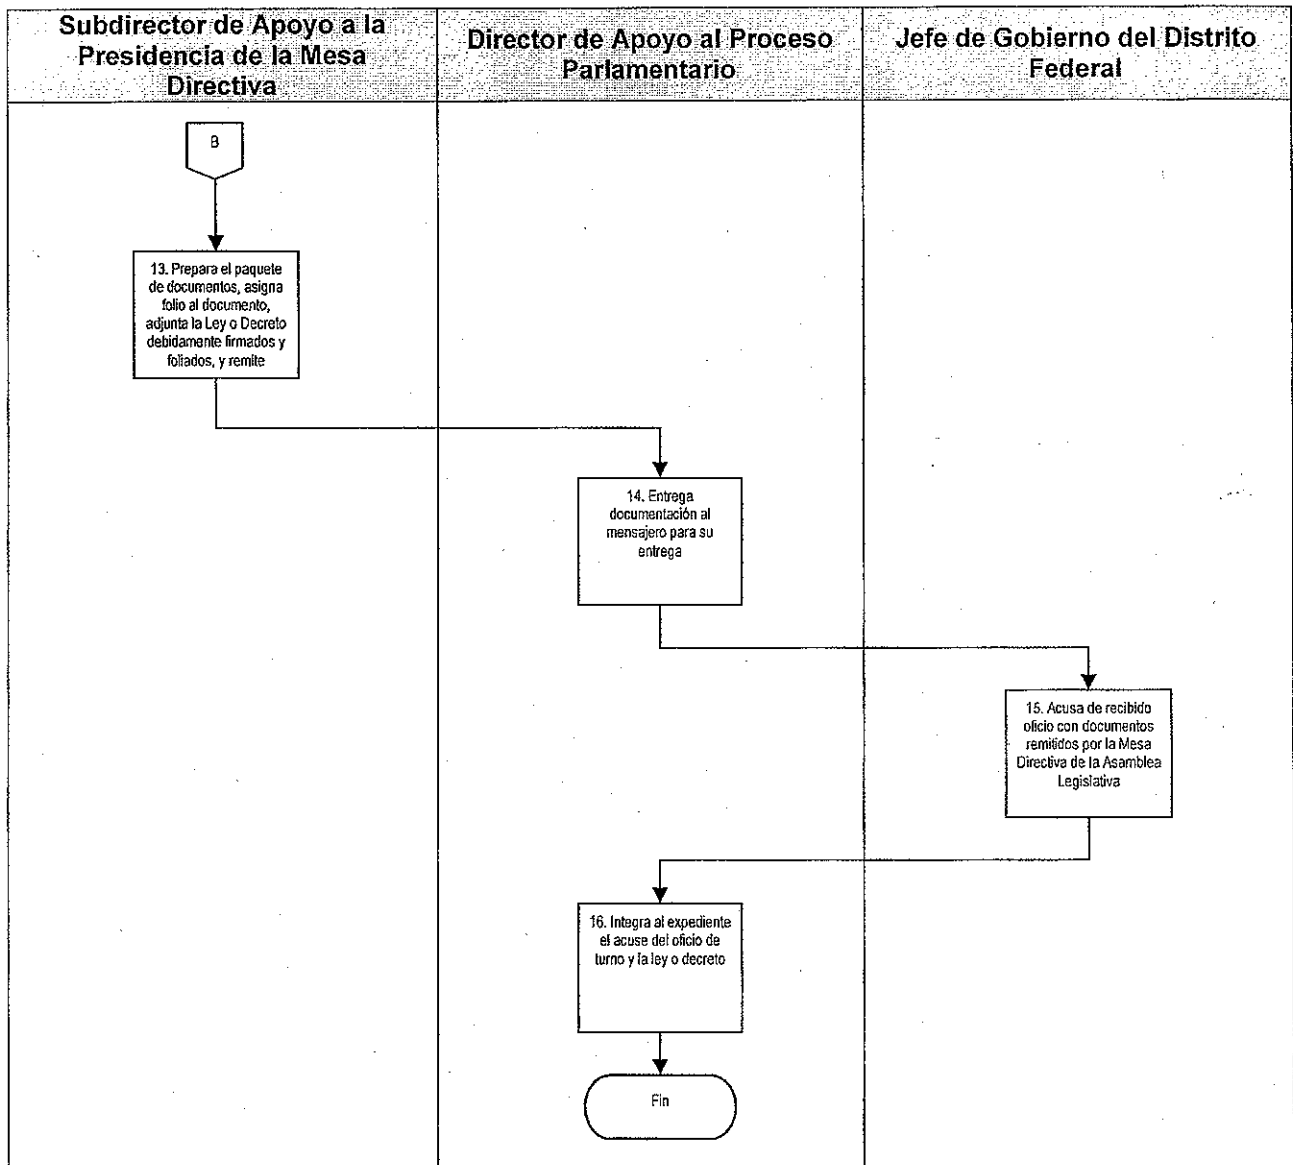 Subdirector de Apoyo a la
Presidencia de la Mesa
Directiva
Director de Apoyo al Proceso
Parlamentario
Jefe de Gobierno del Distrito
Federal
B
13. Prepara el paquete
de documentos, asigna
folio al documento,
adjunta la Ley o Decreto
debidamente firmados y
foliados, y remite
14. Entrega
documentación al
mensajero para su
entrega
15. Acusa de recibido
oficio con documentos
remitidos por la Mesa
Directiva de la Asamblea
Legislativa
16. Integra al expediente
el acuse del oficio de
turno y la ley o decreto
Fin